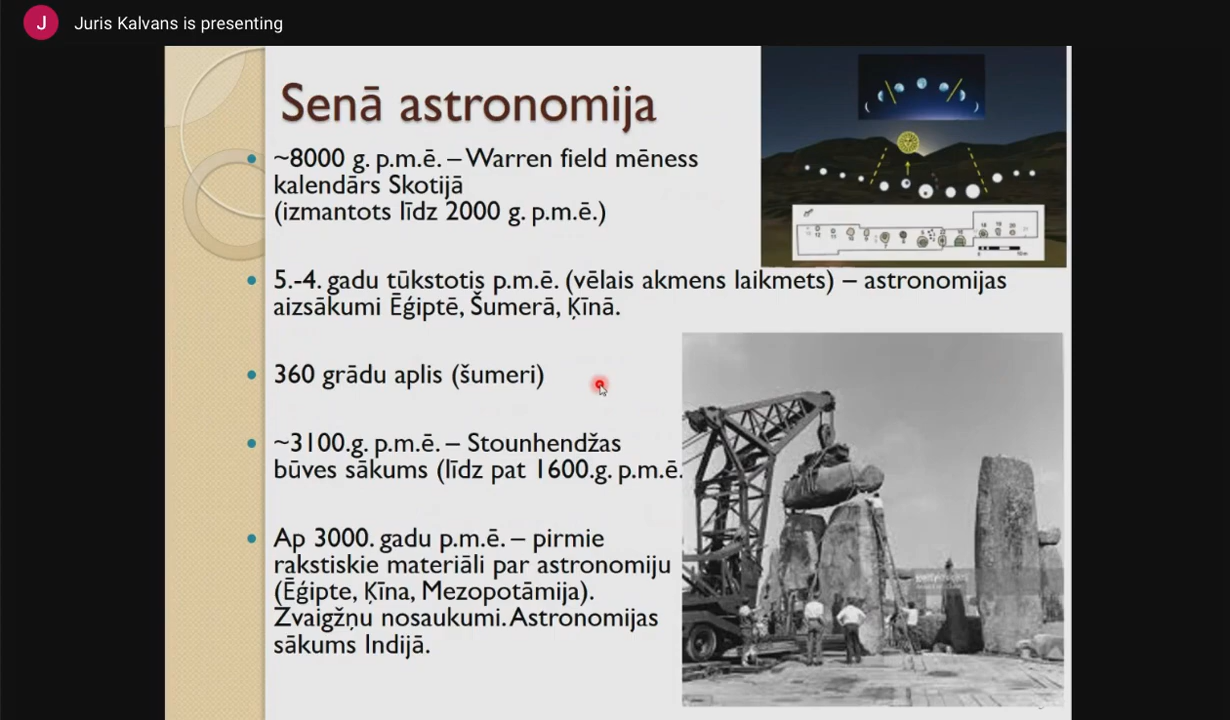 J
Juris Kalvans is presenting
Senā astronomija
~8000 g. p.m.ē. – Warren field mēness
kalendārs Skotijā
(izmantots līdz 2000 g. p.m.ē.)
5.-4. gadu tūkstotis p.m.ē. (vēlais akmens laikmets) – astronomijas
aizsākumi Ēģiptē, Šumerā, Ķīnā.
360 grādu aplis (šumeri)
~3100.g. p.m.ē. – Stounhendžas
būves sākums (līdz pat 1600.g. p.m.ē.
Ap 3000. gadu p.m.ē. – pirmie
rakstiskie materiāli par astronomiju
(Ēģipte, Ķīna, Mezopotāmija).
Zvaigžņu nosaukumi. Astronomijas
sākums Indijā.